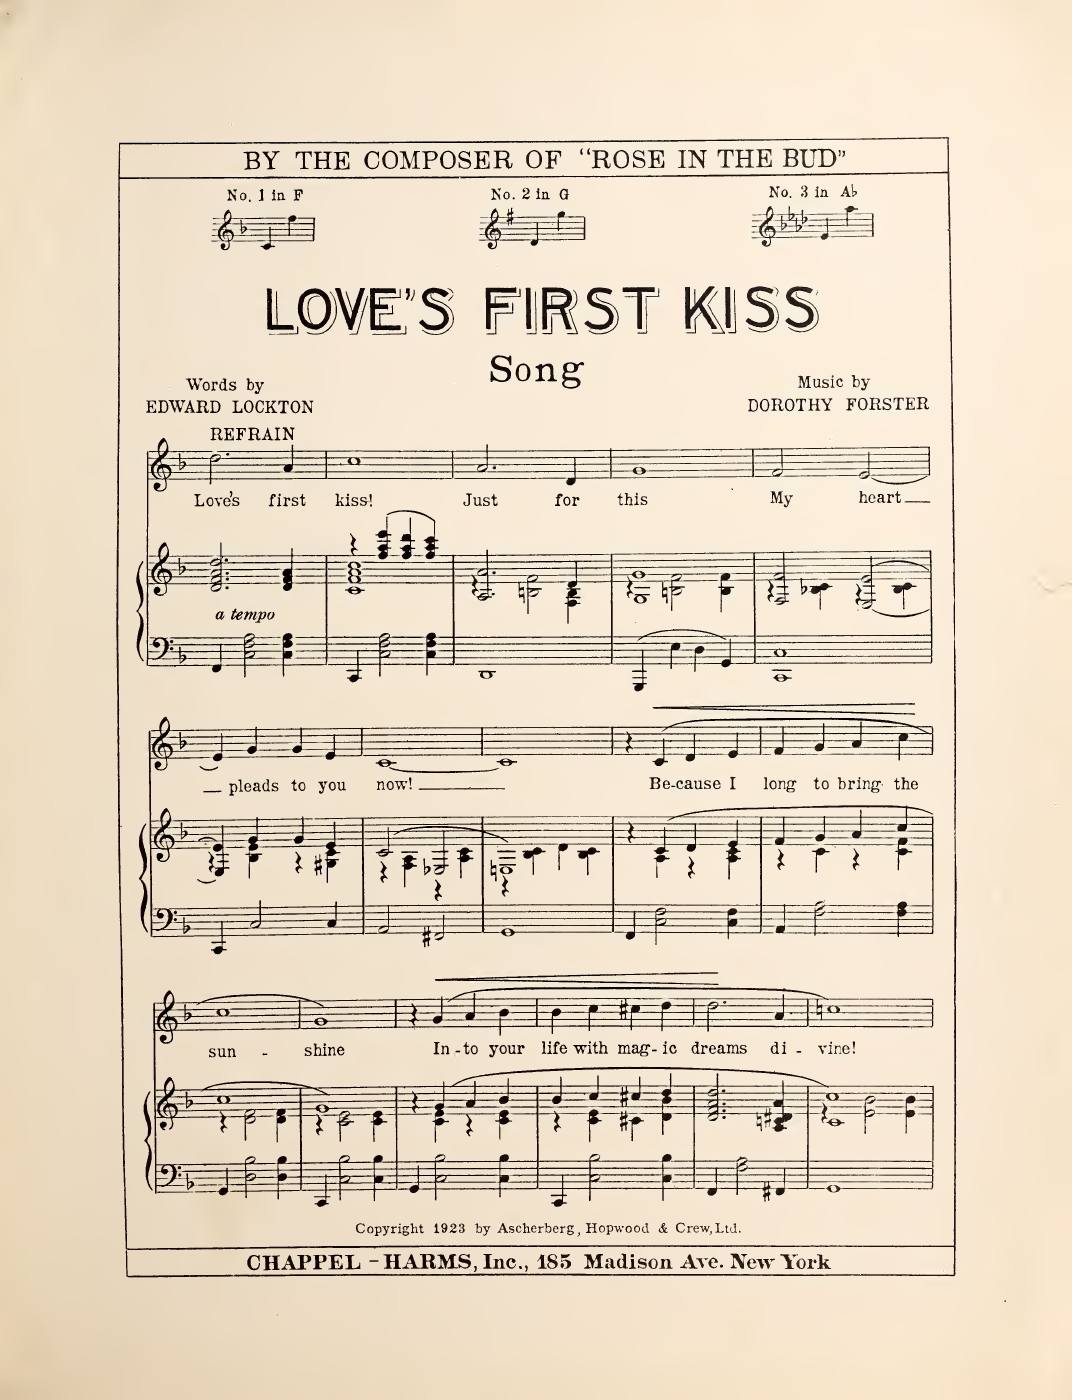 BY THE COMPOSER OF "ROSE IN THE BUD"
No. 1 in F No. 2 in G No. 3 in A♭
LOVE'S FIRST KISS
Song
Words by
EDWARD LOCKTON
Music by
DOROTHY FORSTER
REFRAIN
Love's first kiss! Just for this My heart
a tempo
pleads to you now! Be-cause I long to bring the
sun - shine In-to your life with mag-ic dreams di - vine!
Copyright 1923 by Ascherberg, Hopwood & Crew, Ltd.
CHAPPEL - HARMS, Inc., 185 Madison Ave. New York